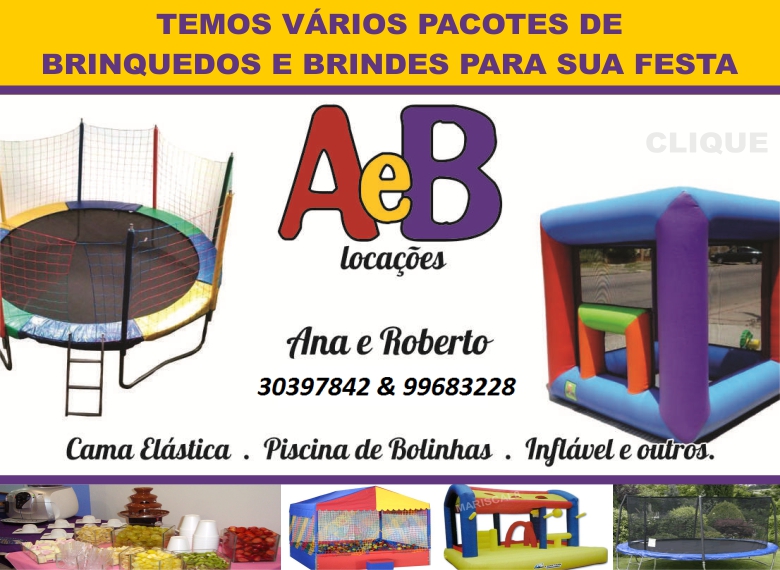 TEMOS VÁRIOS PACOTES DE
BRINQUEDOS E BRINDES PARA SUA FESTA
CLIQUE
AeB
locações
Ana e Roberto
30397842 & 99683228
Cama Elástica . Piscina de Bolinhas . Inflável e outros.